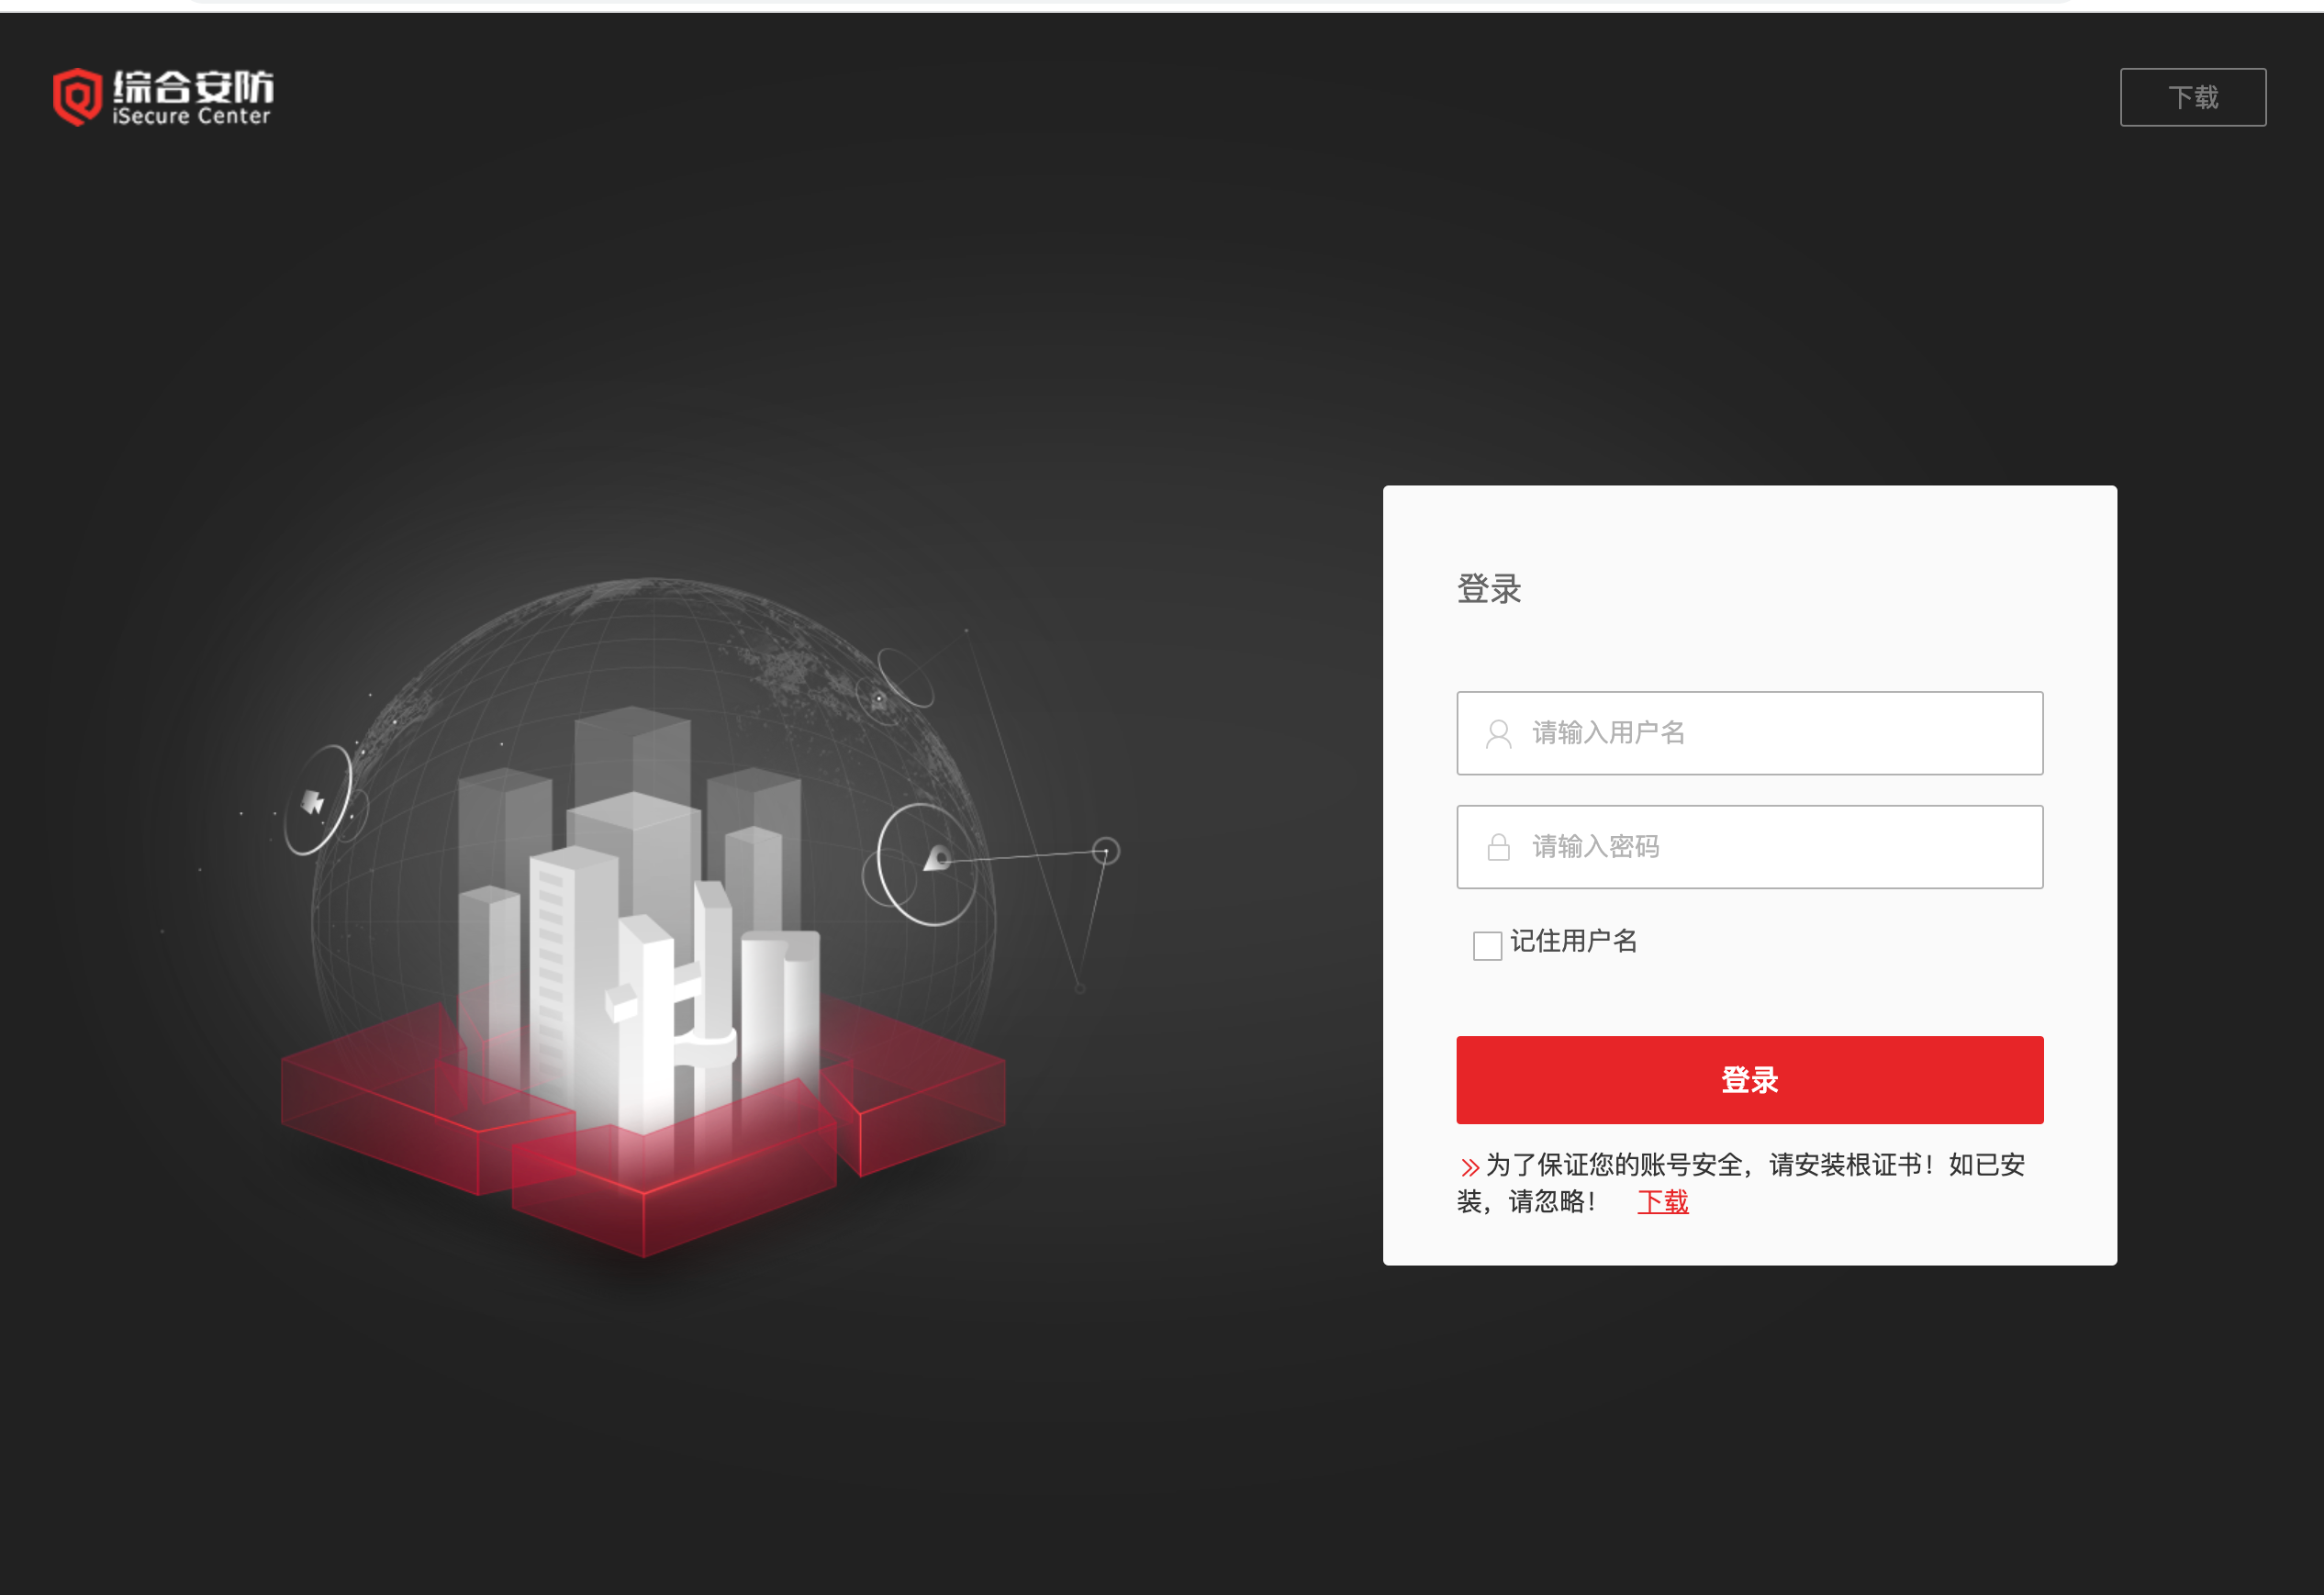 综合安防
iSecure Center
下载
登录
请输入用户名
请输入密码
记住用户名
登录
为了保证您的账号安全，请安装根证书！如已安
装，请忽略！ 下载